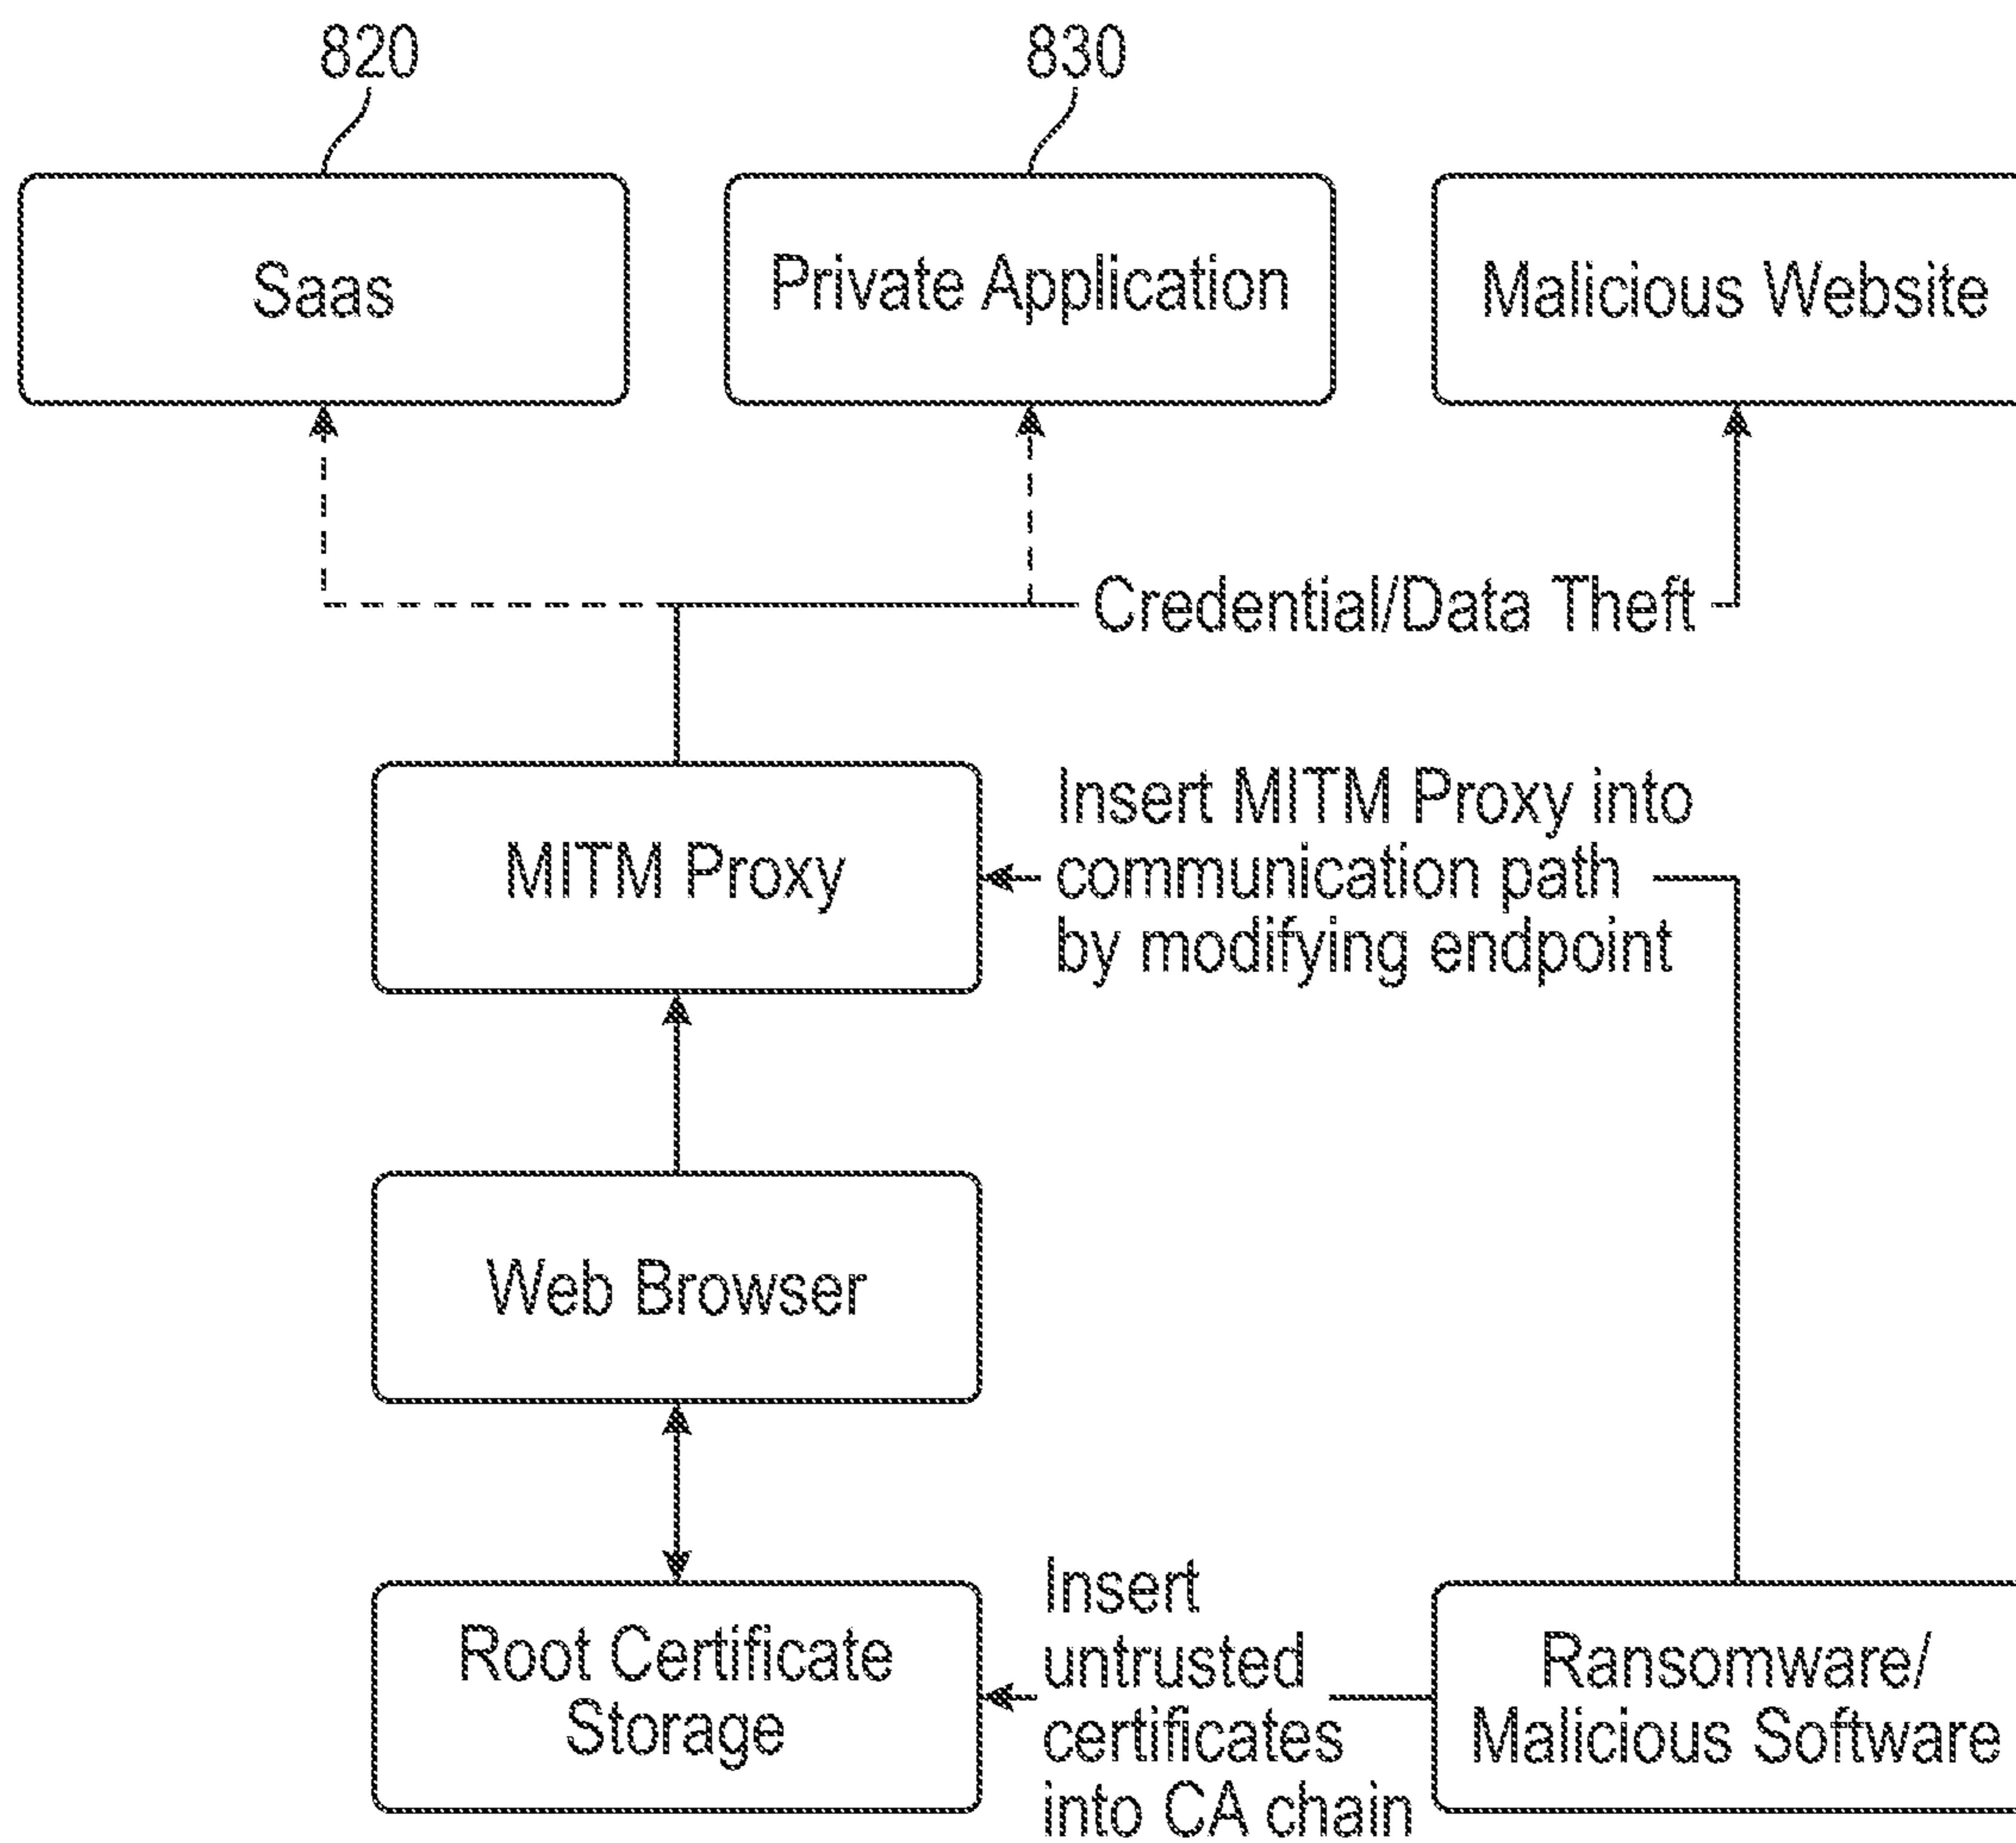 820
830
Saas
Private Application
Malicious Website
Credential/Data Theft
MITM Proxy
Insert MITM Proxy into
communication path
by modifying endpoint
Web Browser
Root Certificate
Storage
Insert
untrusted
certificates
into CA chain
Ransomware/
Malicious Software